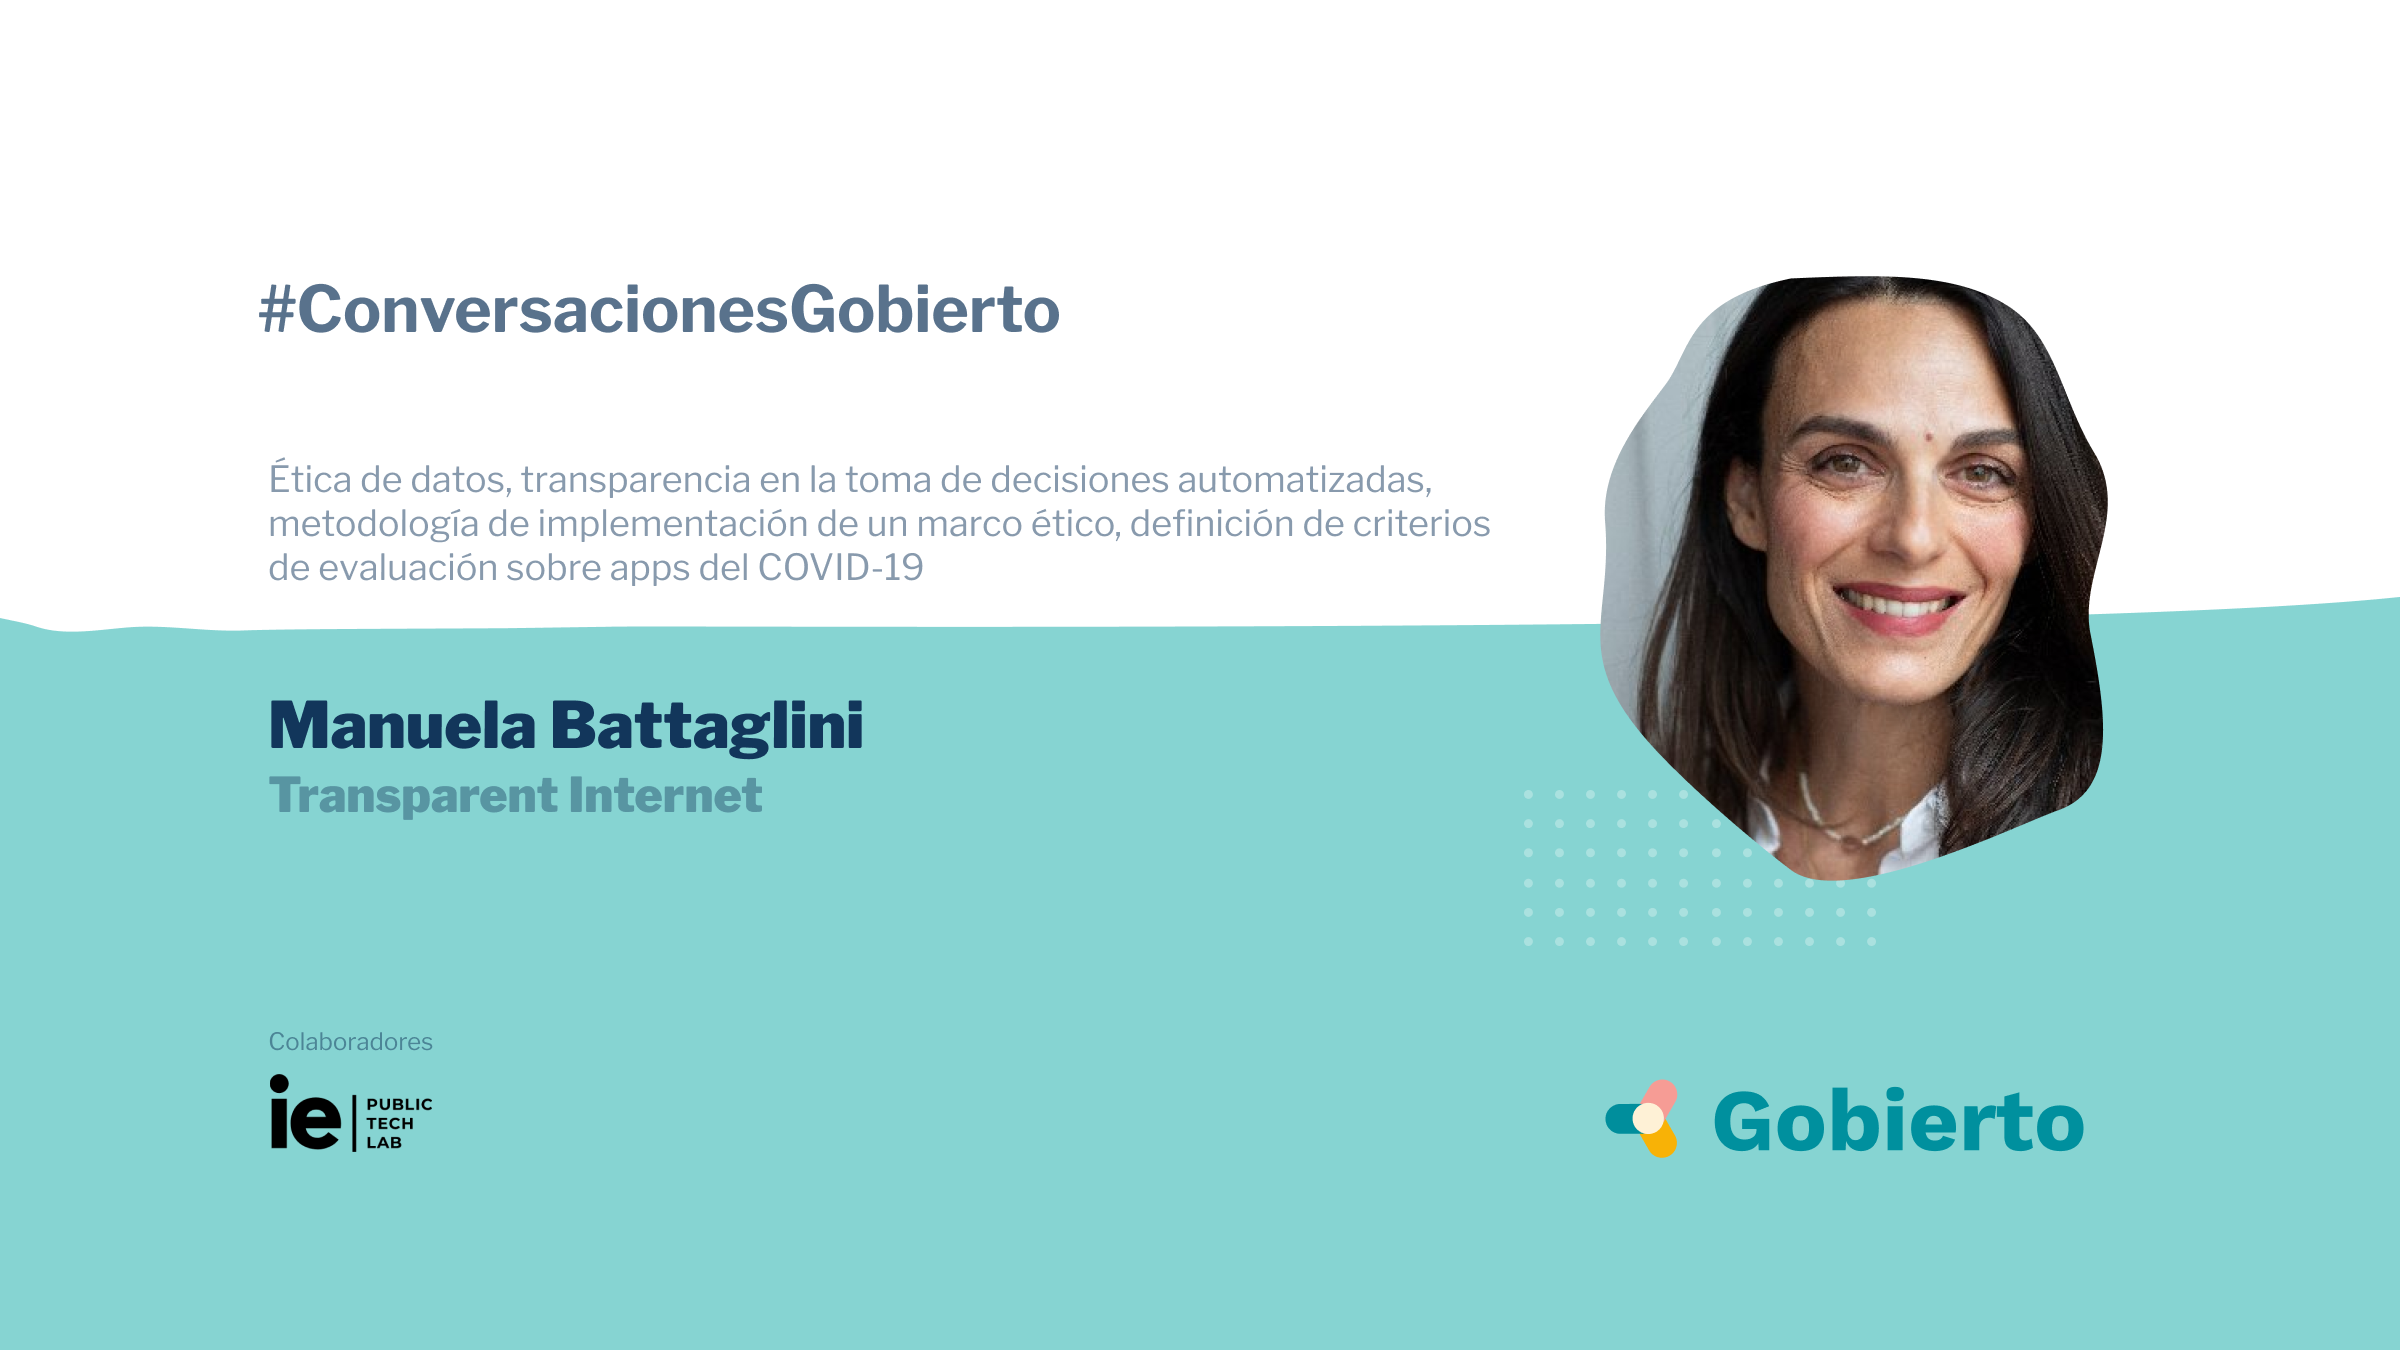 #ConversacionesGobierto
Ética de datos, transparencia en la toma de decisiones automatizadas,
metodología de implementación de un marco ético, definición de criterios
de evaluación sobre apps del COVID-19
Manuela Battaglini
Transparent Internet
Colaboradores
ie
PUBLIC
TECH
LAB
Gobierto